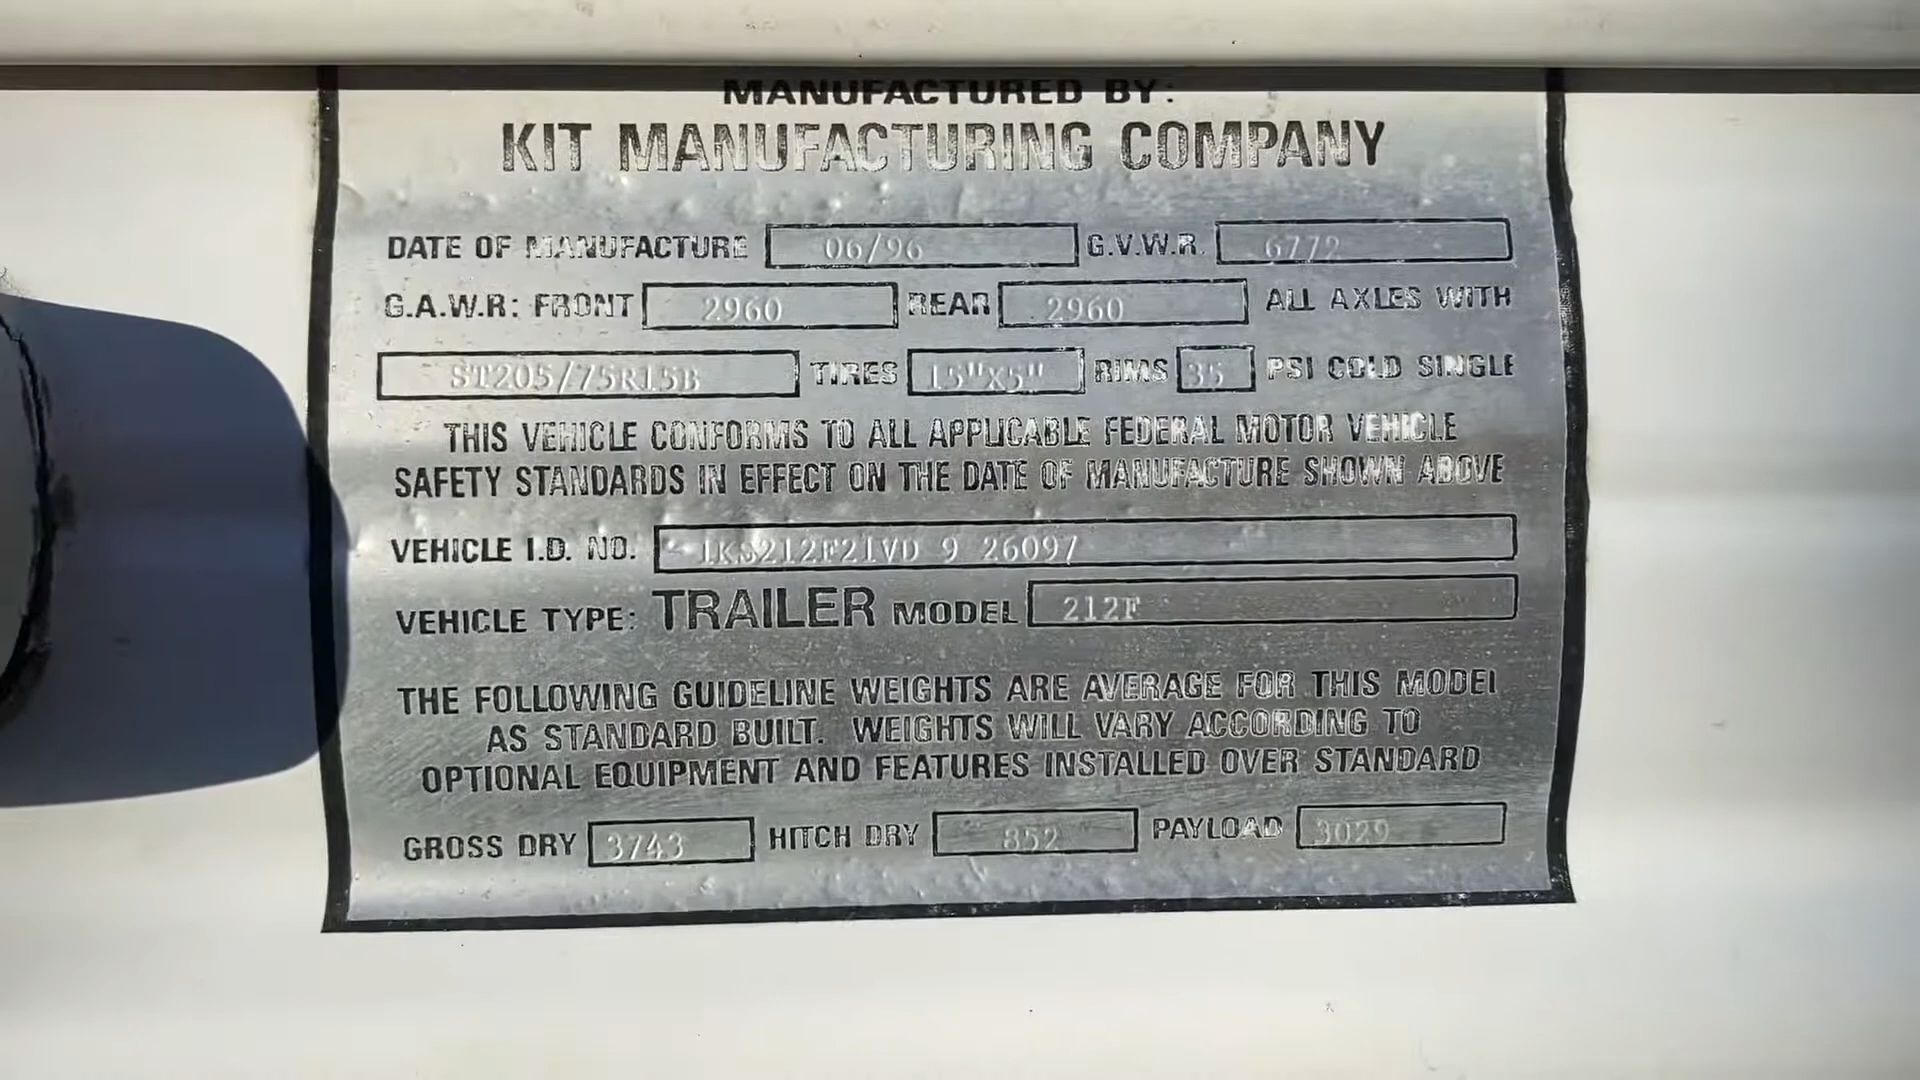 MANUFACTURED BY:
KIT MANUFACTURING COMPANY
DATE OF MANUFACTURE 06/96 G.V.W.R. 6772
G.A.W.R: FRONT 2960 REAR 2960 ALL AXLES WITH
ST205/75R15B TIRES 15"X5" RIMS 35 PSI COLD SINGLE
THIS VEHICLE CONFORMS TO ALL APPLICABLE FEDERAL MOTOR VEHICLE
SAFETY STANDARDS IN EFFECT ON THE DATE OF MANUFACTURE SHOWN ABOVE
VEHICLE I.D. NO. 1KS212F21VD 9 26097
VEHICLE TYPE: TRAILER MODEL 212F
THE FOLLOWING GUIDELINE WEIGHTS ARE AVERAGE FOR THIS MODEL
AS STANDARD BUILT. WEIGHTS WILL VARY ACCORDING TO
OPTIONAL EQUIPMENT AND FEATURES INSTALLED OVER STANDARD
GROSS DRY 3743 HITCH DRY 852 PAYLOAD 3029